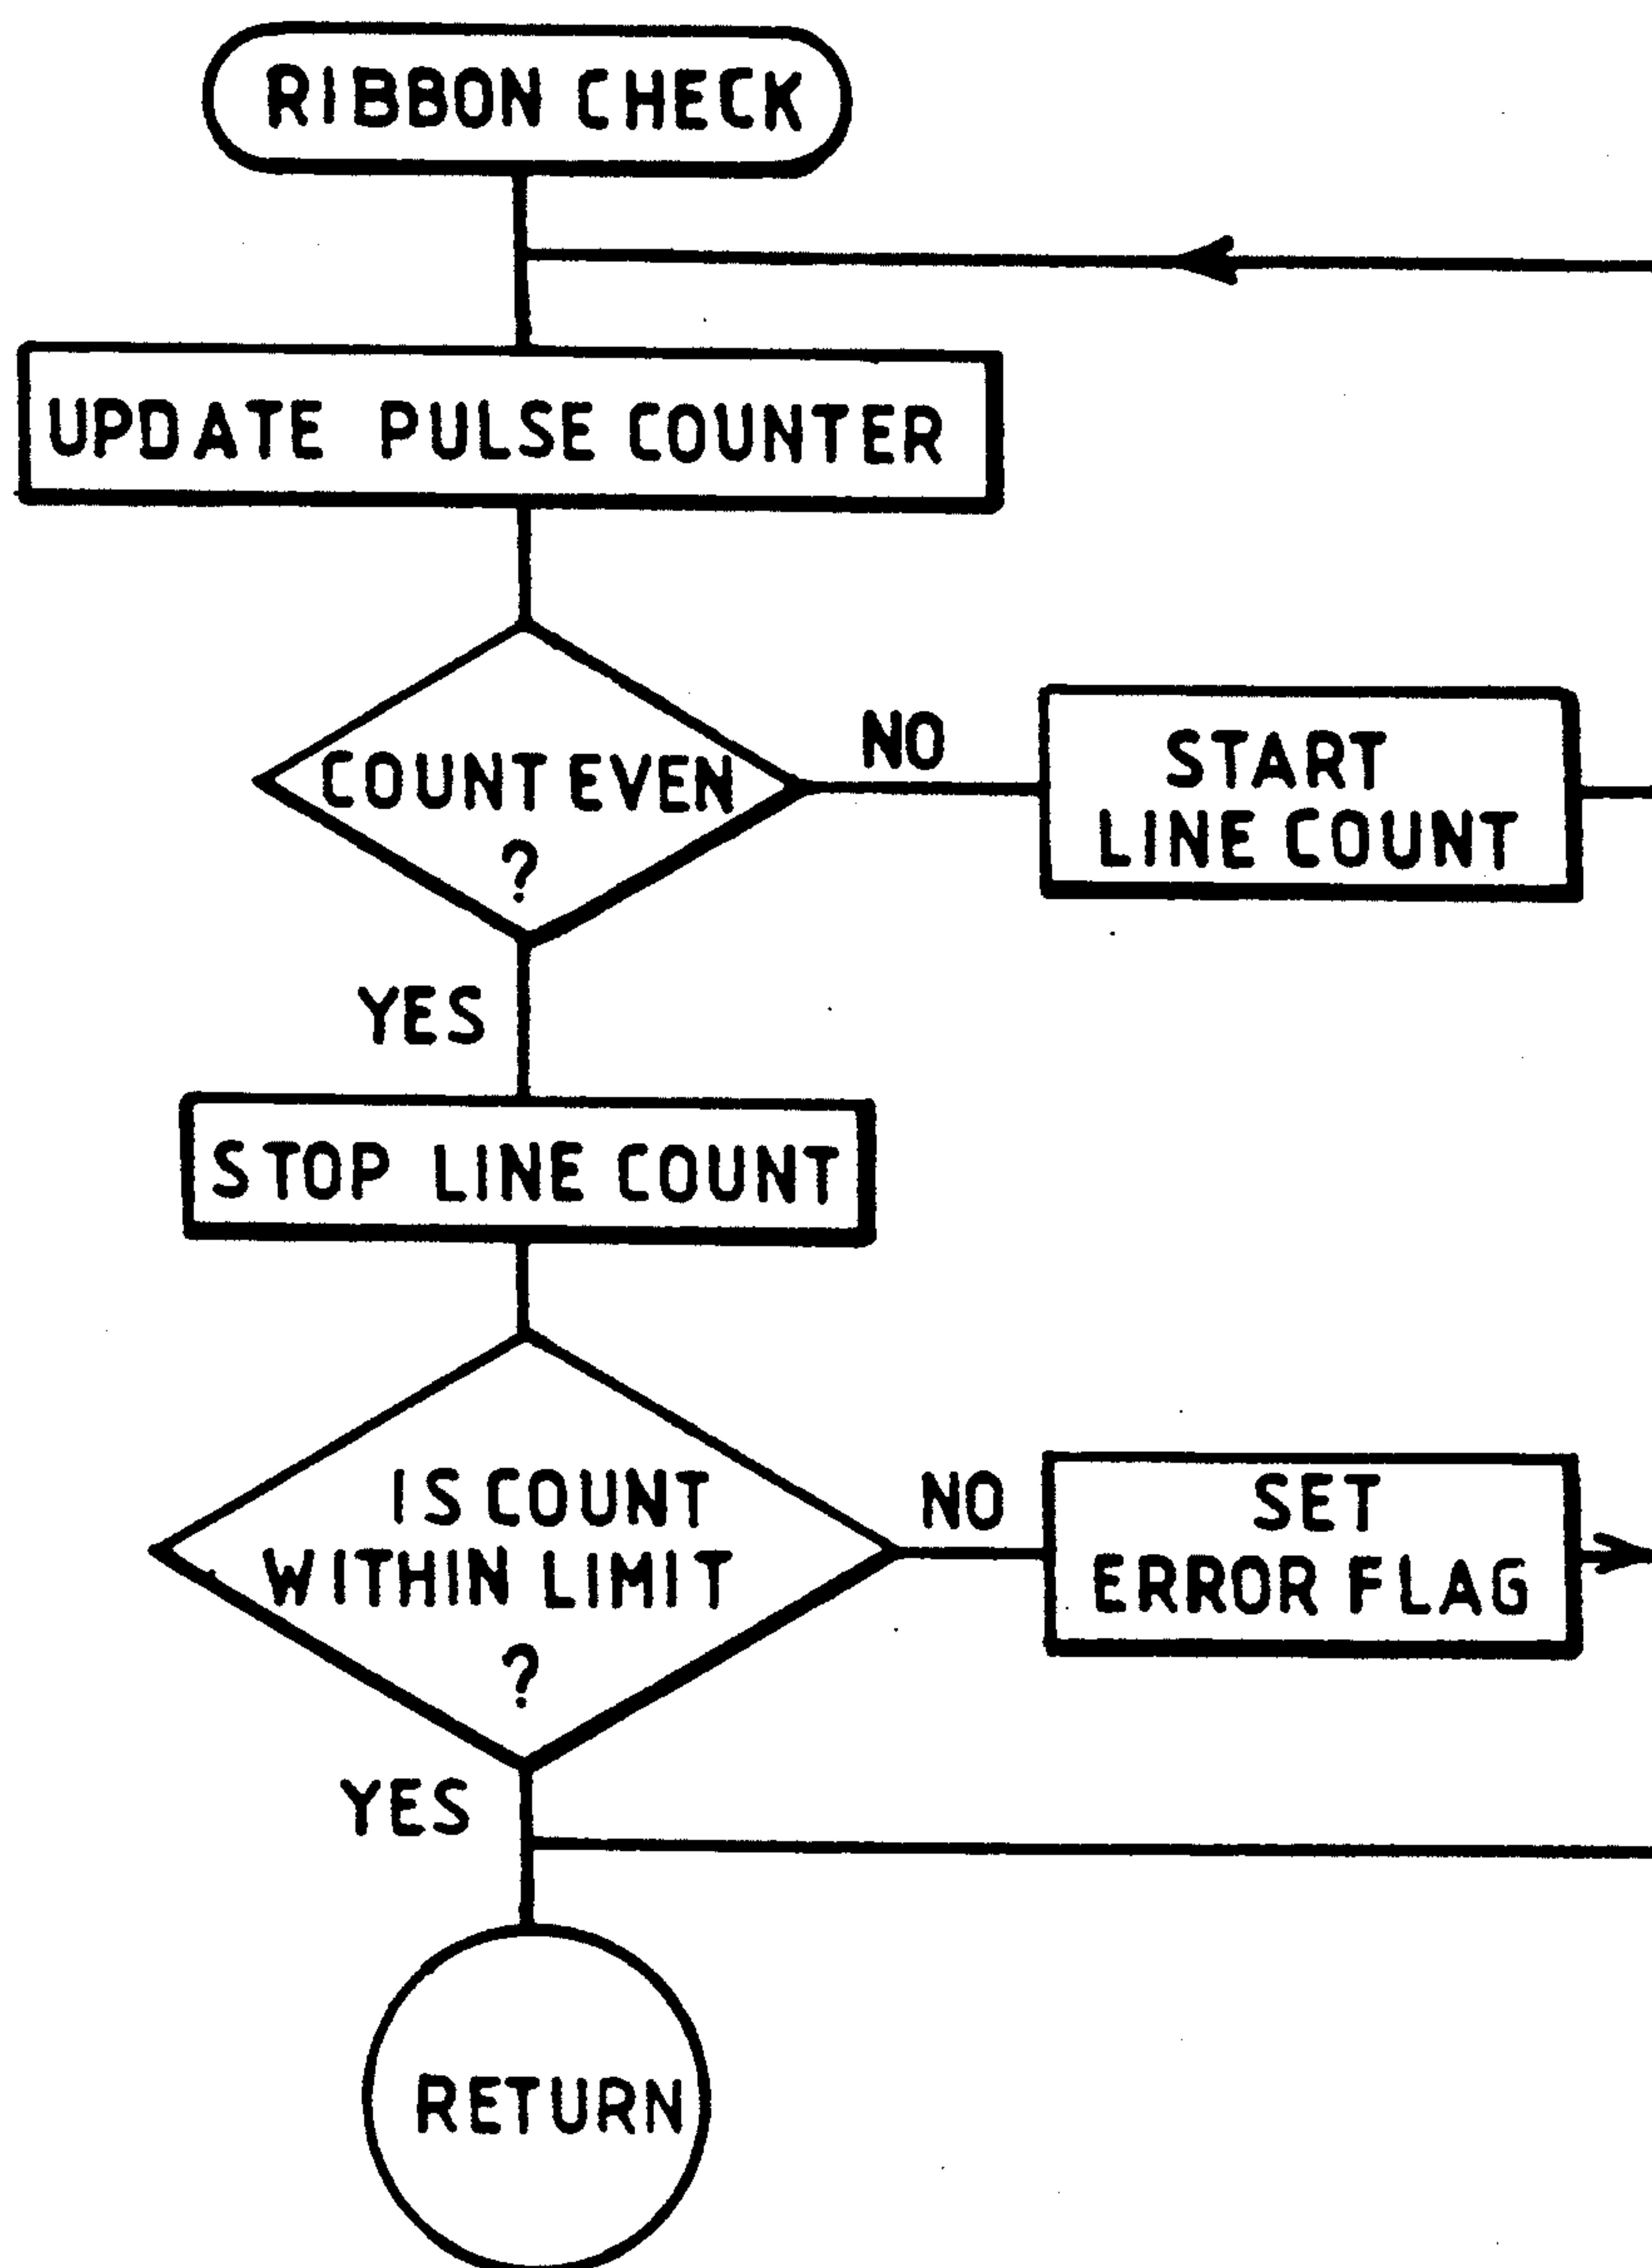 RIBBON CHECK
UPDATE PULSE COUNTER
COUNT EVEN
?
NO
START
LINE COUNT
YES
STOP LINE COUNT
IS COUNT
WITHIN LIMIT
?
NO
SET
ERROR FLAG
YES
RETURN